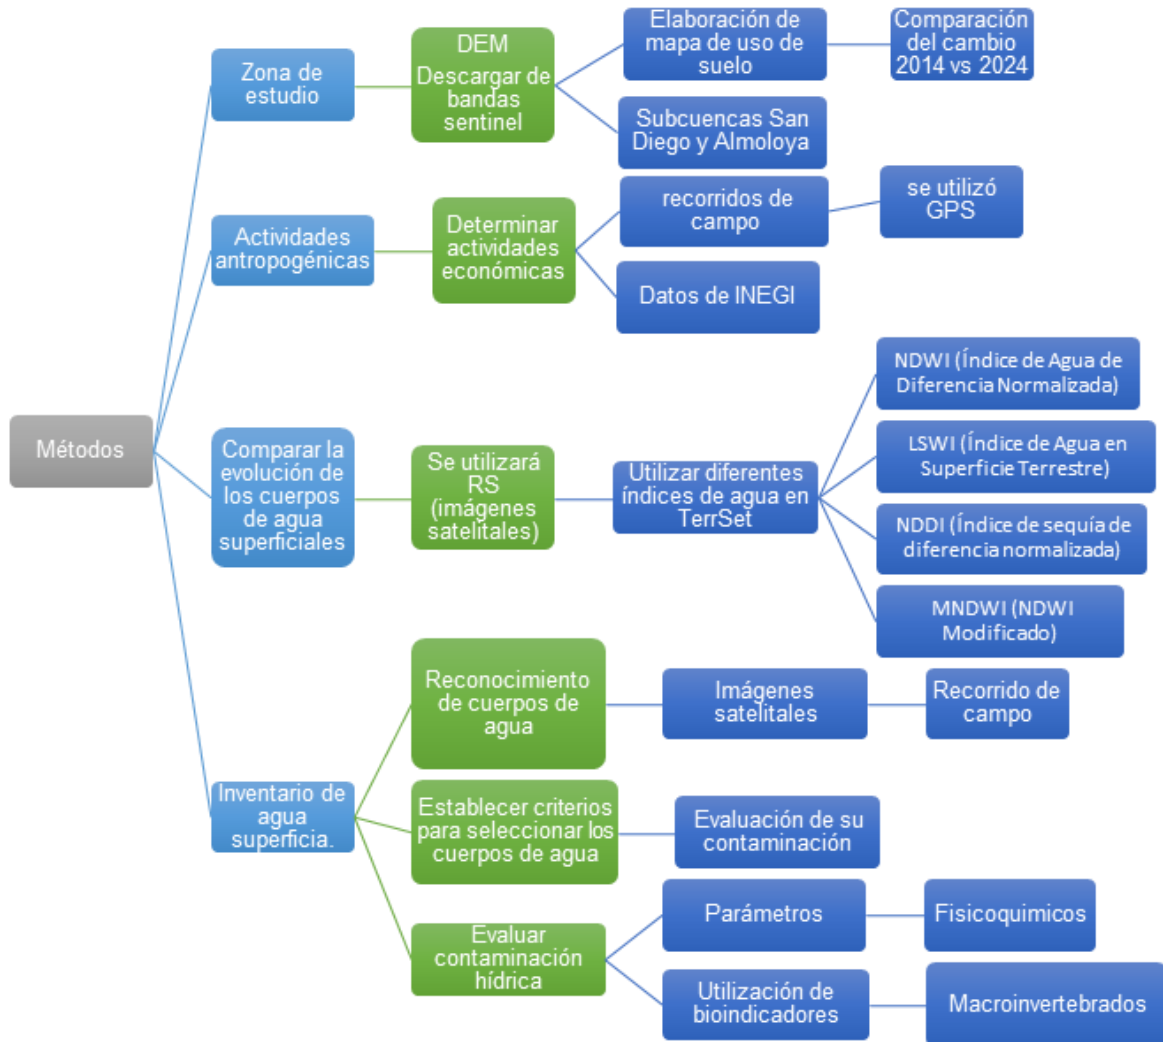 Métodos
Zona de
estudio
DEM
Descargar de
bandas
sentinel
Elaboración de
mapa de uso de
suelo
Comparación
del cambio
2014 vs 2024
Subcuencas San
Diego y Almoloya
Actividades
antropogénicas
Determinar
actividades
económicas
recorridos de
campo
se utilizó
GPS
Datos de INEGI
Comparar la
evolución de
los cuerpos
de agua
superficiales
Se utilizará
RS
(imágenes
satelitales)
Utilizar diferentes
índices de agua en
TerrSet
NDWI (Índice de Agua de
Diferencia Normalizada)
LSWI (Índice de Agua en
Superficie Terrestre)
NDDI (Índice de sequía de
diferencia normalizada)
MNDWI (NDWI
Modificado)
Inventario de
agua
superficia.
Reconocimiento
de cuerpos de
agua
Imágenes
satelitales
Recorrido de
campo
Establecer criterios
para seleccionar los
cuerpos de agua
Evaluación de su
contaminación
Evaluar
contaminación
hídrica
Parámetros
Fisicoquimicos
Utilización de
bioindicadores
Macroinvertebrados